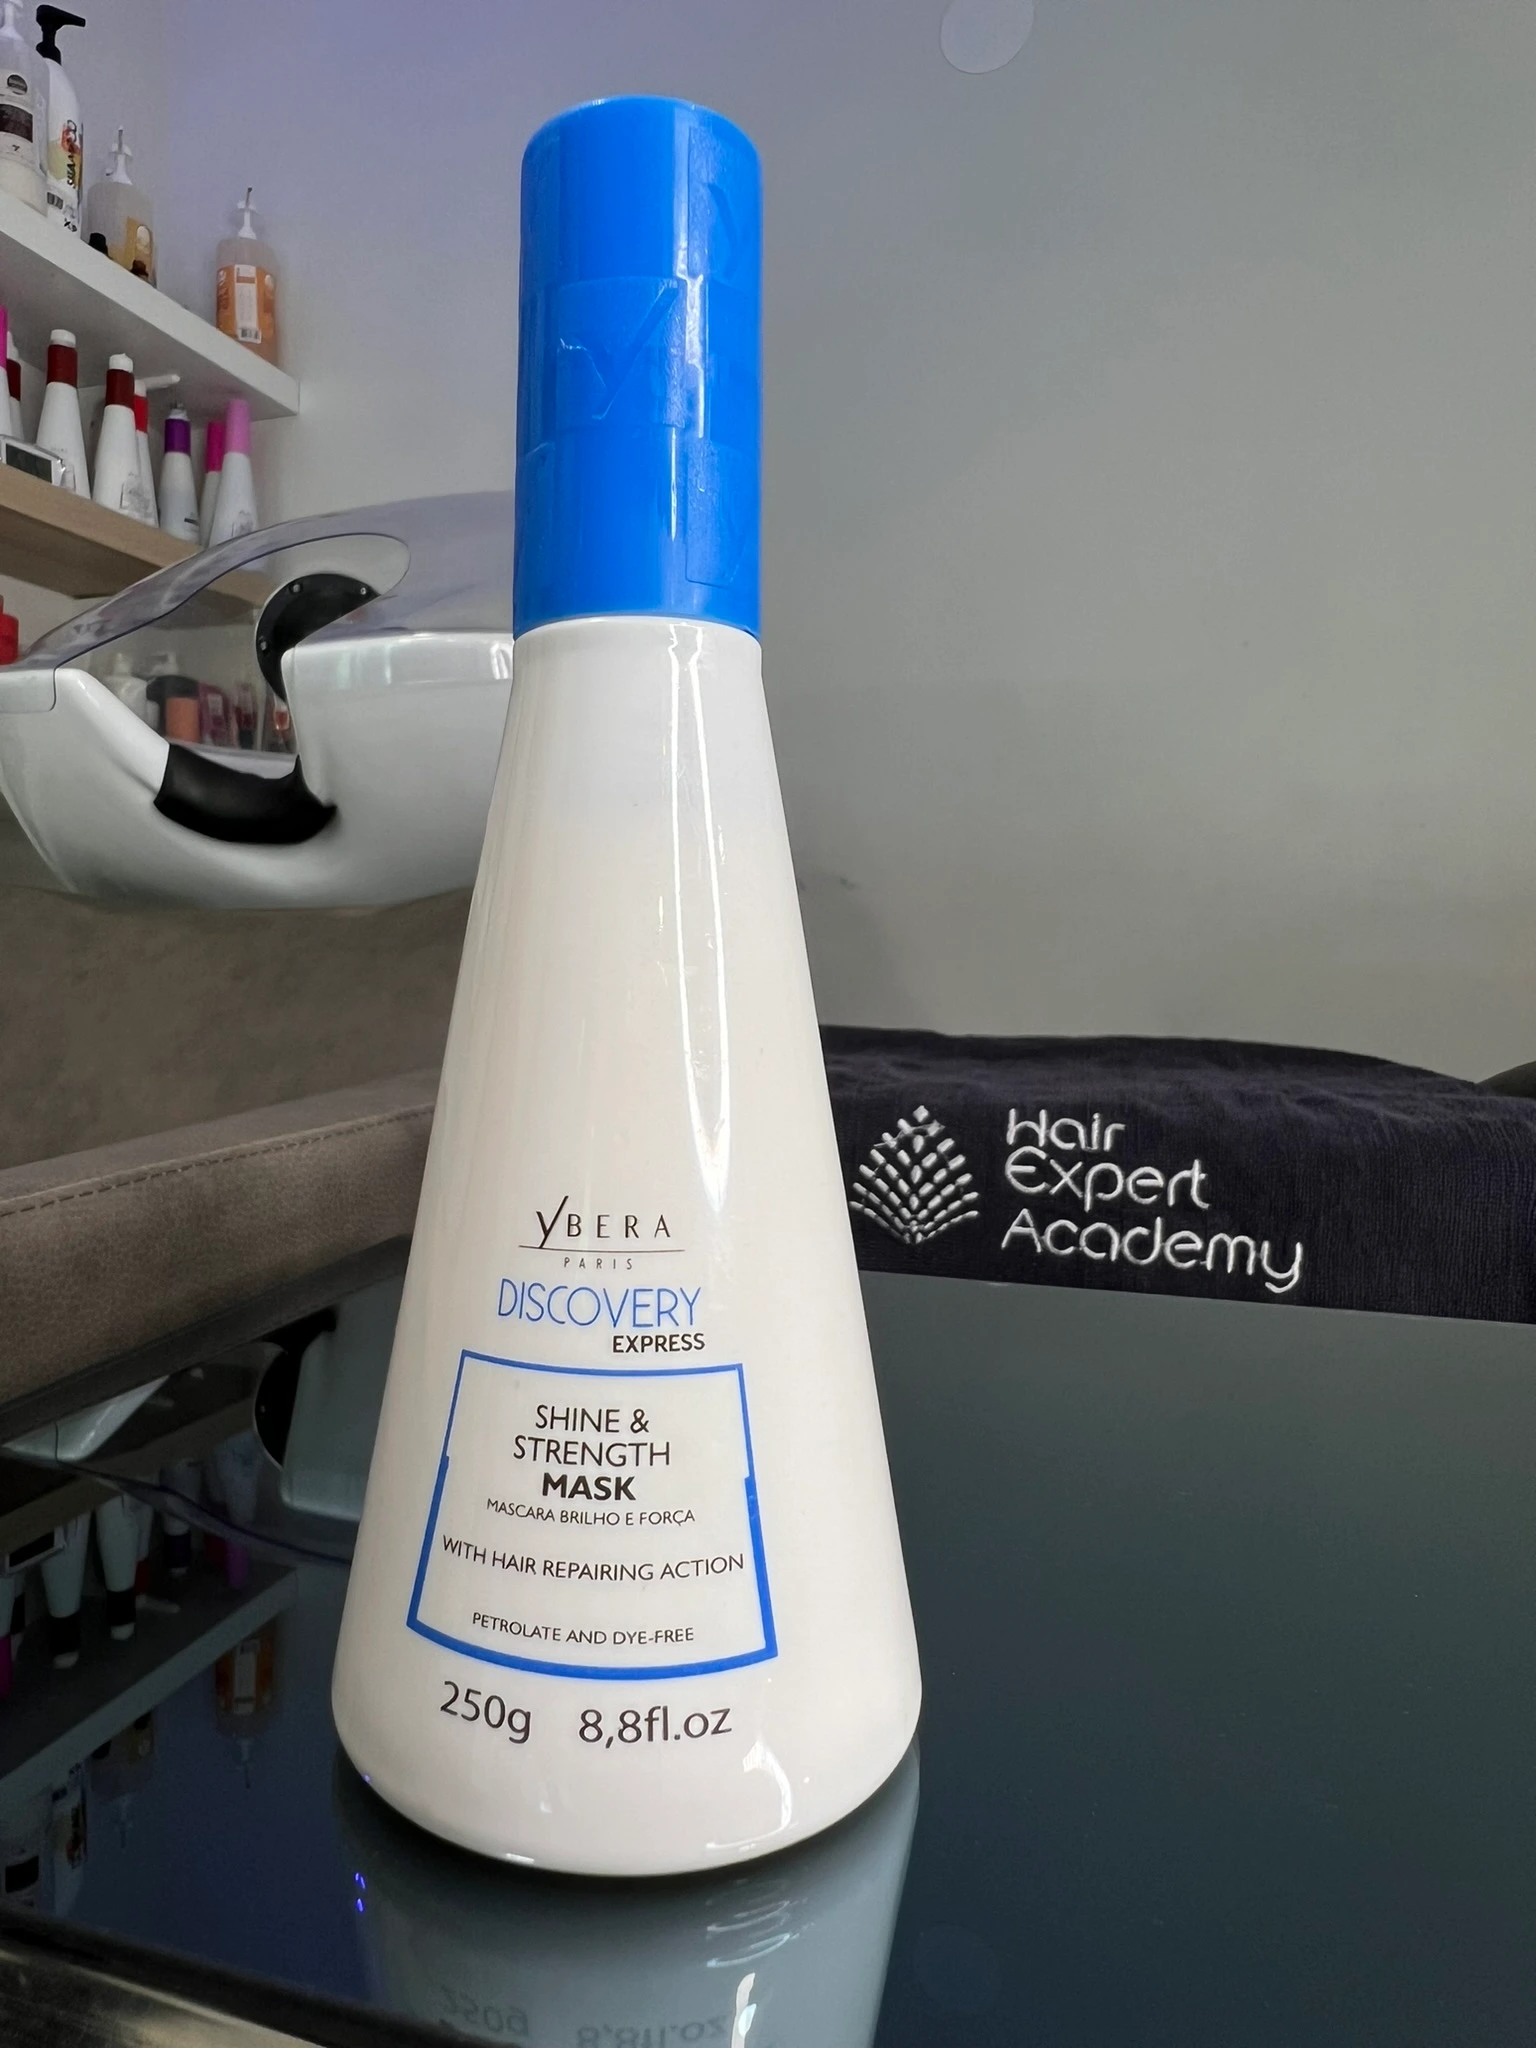 YBERA
PARIS
DISCOVERY
EXPRESS
SHINE &
STRENGTH
MASK
MASCARA BRILHO E FORÇA
WITH HAIR REPAIRING ACTION
PETROLATE AND DYE-FREE
250g 8,8fl.oz
Hair
Expert
Academy